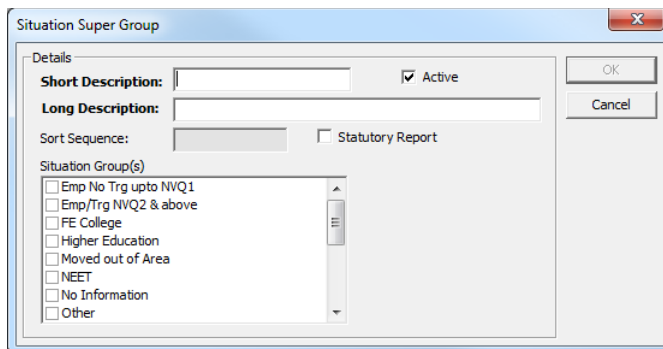 Situation Super Group
Details
Short Description:
Active
OK
Long Description:
Cancel
Sort Sequence:
Statutory Report
Situation Group(s)
Emp No Trg upto NVQ1
Emp/Trg NVQ2 & above
FE College
Higher Education
Moved out of Area
NEET
No Information
Other